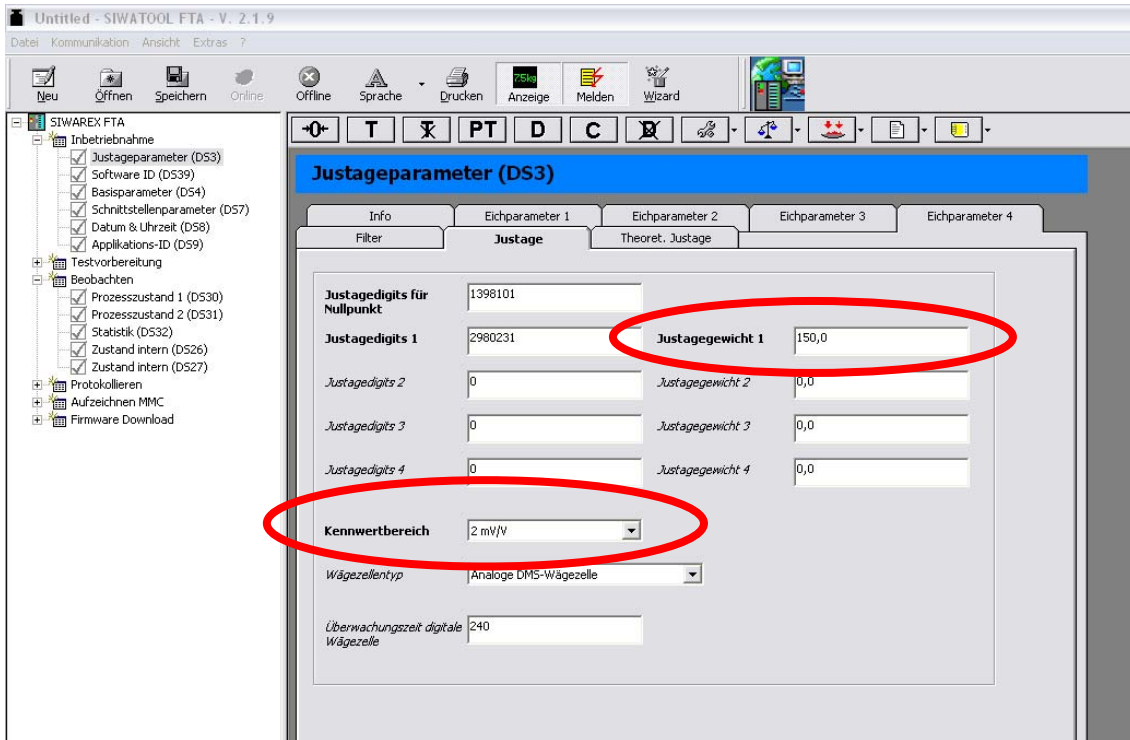 Untitled - SIWATOOL FTA - V. 2.1.9
Datei Kommunikation Ansicht Extras ?
Neu Öffnen Speichern Online Offline Sprache Drucken 7.5kg Anzeige Melden Wizard
SIWAREX FTA
Inbetriebnahme
Justageparameter (DS3)
Software ID (DS39)
Basisparameter (DS4)
Schnittstellenparameter (DS7)
Datum & Uhrzeit (DS8)
Applikations-ID (DS9)
Testvorbereitung
Beobachten
Prozesszustand 1 (DS30)
Prozesszustand 2 (DS31)
Statistik (DS32)
Zustand intern (DS26)
Zustand intern (DS27)
Protokollieren
Aufzeichnen MMC
Firmware Download
→0← T T PT D C D
Justageparameter (DS3)
Info Eichparameter 1 Eichparameter 2 Eichparameter 3 Eichparameter 4
Filter Justage Theoret. Justage
Justagedigits für
Nullpunkt
1398101
Justagedigits 1 2980231 Justagegewicht 1 150,0
Justagedigits 2 0 Justagegewicht 2 0,0
Justagedigits 3 0 Justagegewicht 3 0,0
Justagedigits 4 0 Justagegewicht 4 0,0
Kennwertbereich 2 mV/V
Wägezellentyp Analoge DMS-Wägezelle
Überwachungszeit digitale
Wägezelle
240